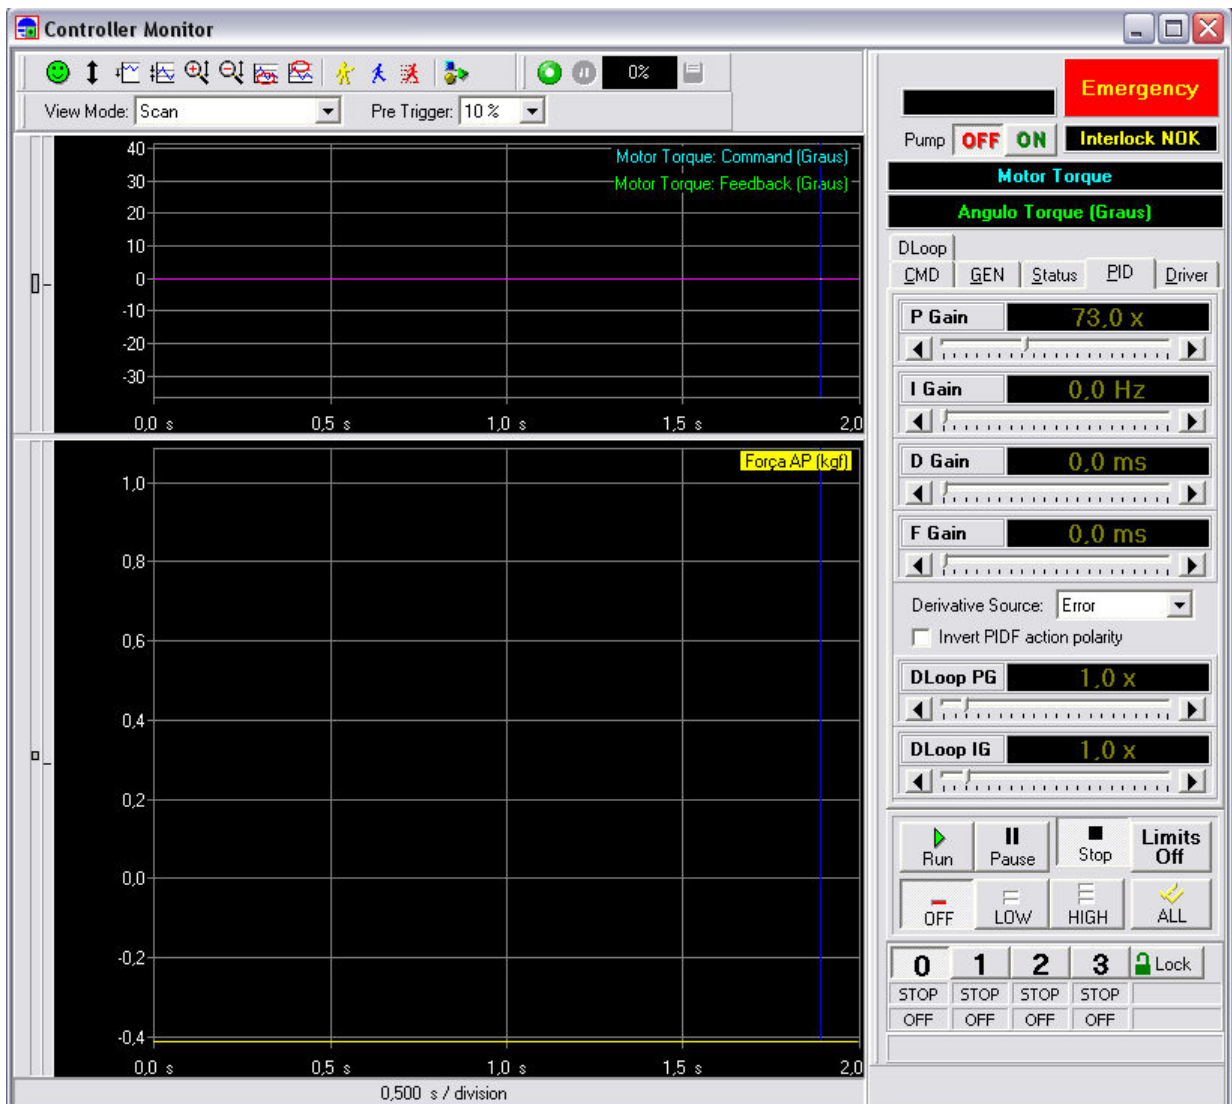 Controller Monitor
0%
View Mode: Scan
Pre Trigger: 10 %
Motor Torque: Command (Graus)
Motor Torque: Feedback (Graus)
40
30
20
10
0
-10
-20
-30
0,0 s
0,5 s
1,0 s
1,5 s
2,0
Força AP (kgf)
1,0
0,8
0,6
0,4
0,2
0,0
-0,2
-0,4
0,0 s
0,5 s
1,0 s
1,5 s
2,0
0,500 s / division
Emergency
Pump OFF ON
Interlock NOK
Motor Torque
Angulo Torque (Graus)
DLoop
CMD GEN Status PID Driver
P Gain 73,0 x
I Gain 0,0 Hz
D Gain 0,0 ms
F Gain 0,0 ms
Derivative Source: Error
Invert PIDF action polarity
DLoop PG 1,0 x
DLoop IG 1,0 x
Run Pause Stop Limits Off
OFF LOW HIGH ALL
0 1 2 3 Lock
STOP STOP STOP STOP
OFF OFF OFF OFF